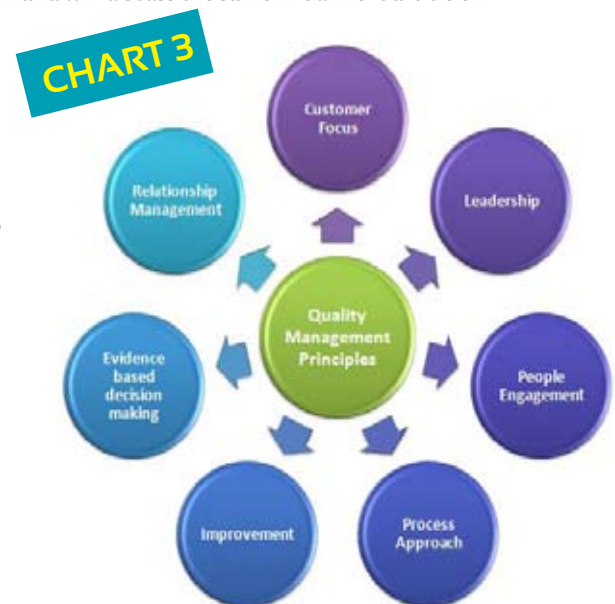 CHART 3
Customer
Focus
Leadership
People
Engagement
Process
Approach
Improvement
Evidence
based
decision
making
Relationship
Management
Quality
Management
Principles